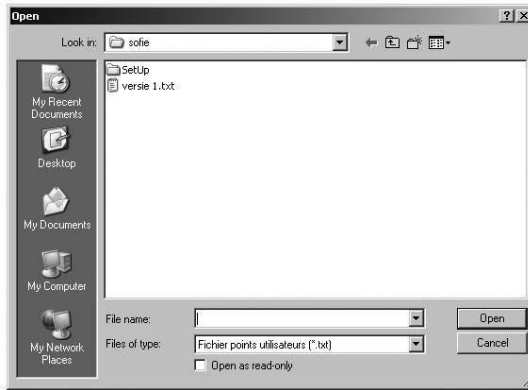 Open
Look in:
sofie
SetUp
versie 1.txt
My Recent
Documents
Desktop
My Documents
My Computer
My Network
Places
File name:
Open
Files of type:
Fichier points utilisateurs (*.txt)
Cancel
Open as read-only